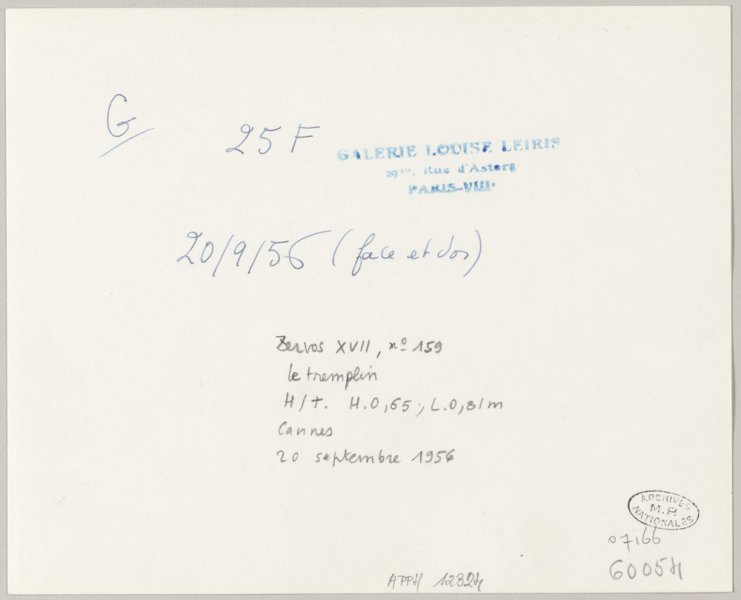 G
25 F
GALERIE LOUISE LEIRIS
29bis, Rue d'Astorg
PARIS-VIIIe
20/9/56 (face et dos)
Zervos XVII, no 159
le tremplin
H/T. H.0,65; L.0,81m
Cannes
20 septembre 1956
ARCHIVES
M.P.
NATIONALES
07166
60054
APPH 12824